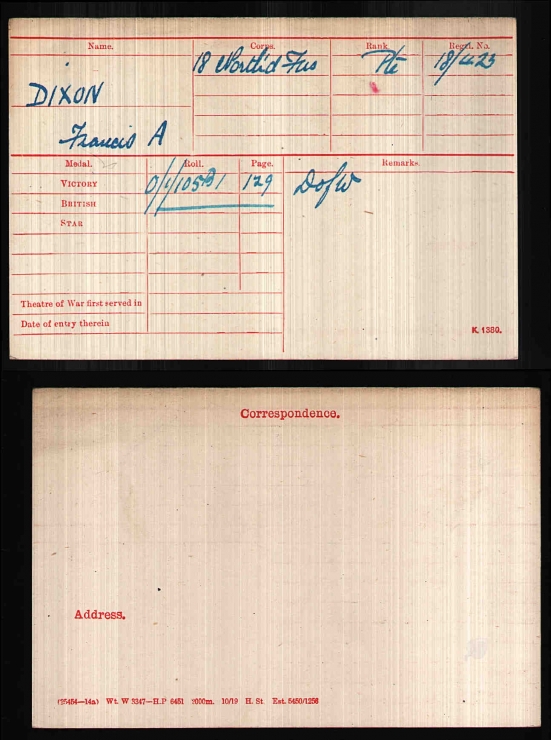 Name. Corps. Rank. Regtl. No.
18 North'd Fus Pte 18/423
DIXON
Francis A
Medal. Roll. Page. Remarks.
VICTORY 129 DofW
BRITISH
STAR
Theatre of War first served in
Date of entry therein
K. 1380.
Correspondence.
Address.
(25454—14a) Wt. W 3347—H.P 6451 2000m. 10/19 H. St. Est. 5450/1256